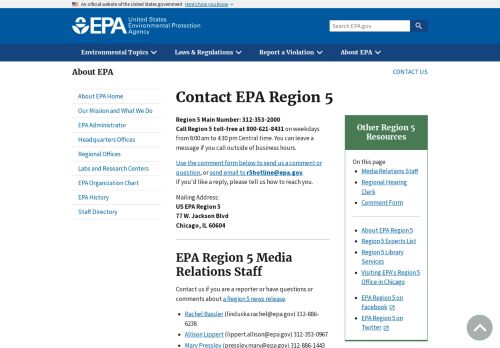 An official website of the United States government Here's how you know
EPA United States
Environmental Protection
Agency
Search EPA.gov
Environmental Topics
Laws & Regulations
Report a Violation
About EPA
About EPA
CONTACT US
About EPA Home
Our Mission and What We Do
EPA Administrator
Headquarters Offices
Regional Offices
Labs and Research Centers
EPA Organization Chart
EPA History
Staff Directory
Contact EPA Region 5
Region 5 Main Number: 312-353-2000
Call Region 5 toll-free at 800-621-8431 on weekdays
from 8:00 am to 4:30 pm Central time. You can leave a
message if you call outside of business hours.
Use the comment form below to send us a comment or
question, or send email to r5hotline@epa.gov.
If you'd like a reply, please tell us how to reach you.
Mailing Address:
US EPA Region 5
77 W. Jackson Blvd
Chicago, IL 60604
EPA Region 5 Media
Relations Staff
Contact us if you are a reporter or have questions or
comments about a Region 5 news release.
Rachel Bassler (linduska.rachel@epa.gov) 312-886-
6238
Allison Lippert (lippert.allison@epa.gov) 312-353-0967
Mary Pressley (pressley.mary@epa.gov) 312-886-1443
Other Region 5
Resources
On this page
Media Relations Staff
Regional Hearing
Clerk
Comment Form
About EPA Region 5
Region 5 Experts List
Region 5 Library
Services
Visiting EPA's Region 5
Office in Chicago
EPA Region 5 on
Facebook
EPA Region 5 on
Twitter